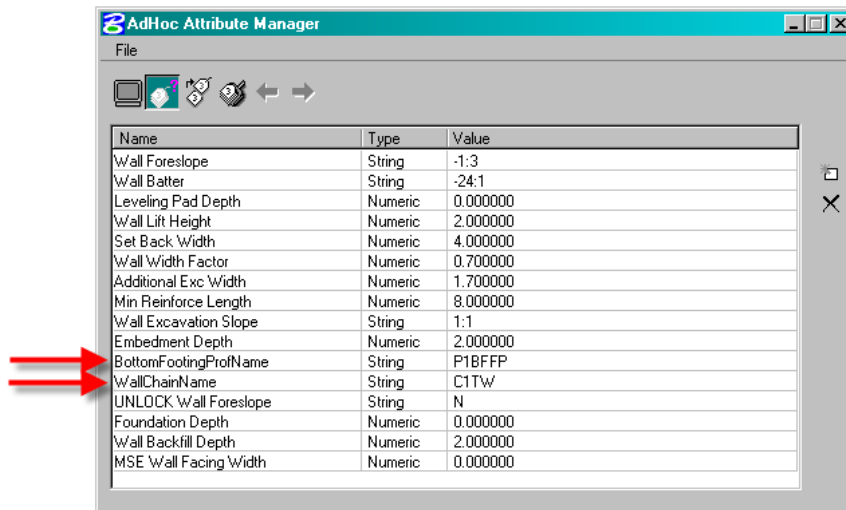 AdHoc Attribute Manager
File
Name Type Value
Wall Foreslope String -1:3
Wall Batter String -24:1
Leveling Pad Depth Numeric 0.000000
Wall Lift Height Numeric 2.000000
Set Back Width Numeric 4.000000
Wall Width Factor Numeric 0.700000
Additional Exc Width Numeric 1.700000
Min Reinforce Length Numeric 8.000000
Wall Excavation Slope String 1:1
Embedment Depth Numeric 2.000000
BottomFootingProfName String P1BFFP
WallChainName String C1TW
UNLOCK Wall Foreslope String N
Foundation Depth Numeric 0.000000
Wall Backfill Depth Numeric 2.000000
MSE Wall Facing Width Numeric 0.000000